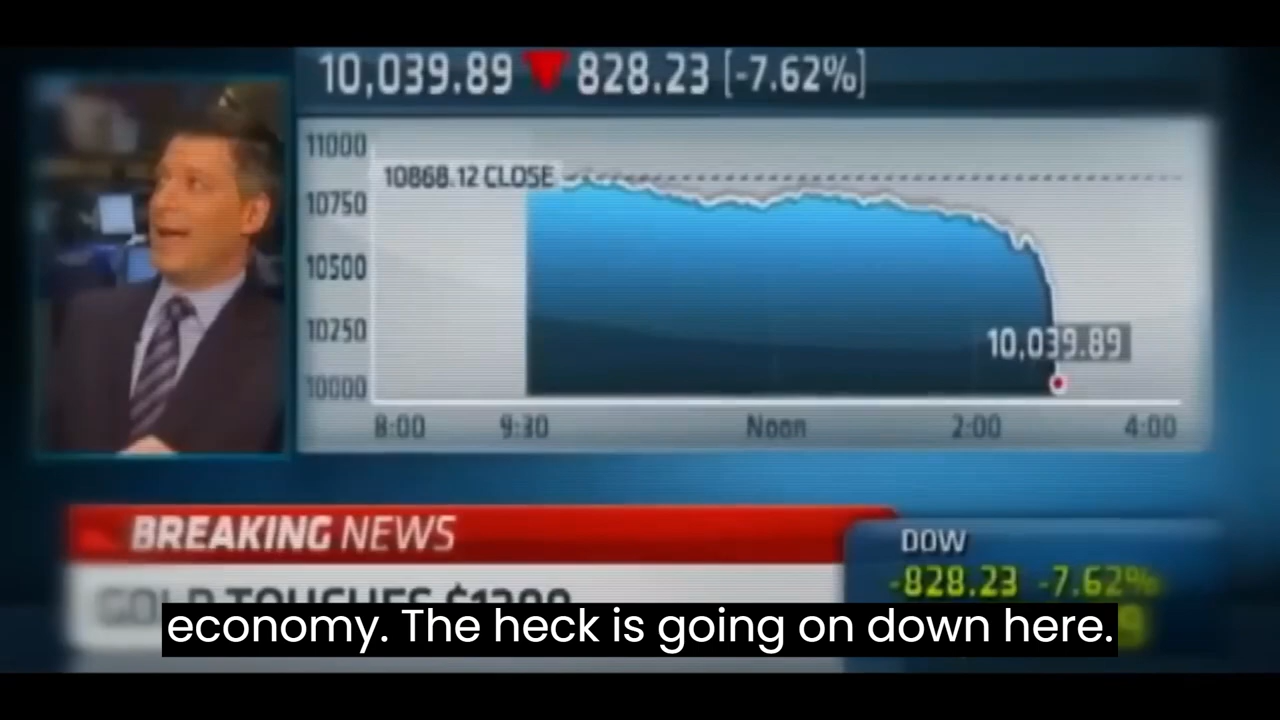 10,039.89 ▼ 828.23 [-7.62%]
11000
10868.12 CLOSE
10750
10500
10250
10,039.89
10000
8:00 9:30 Noon 2:00 4:00
BREAKING NEWS
DOW
-828.23 -7.62%
GOLD TOUCHES
economy. The heck is going on down here.